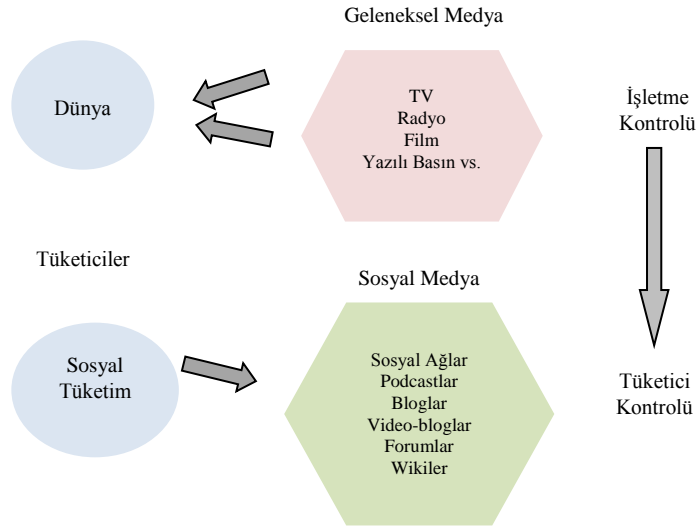 Geleneksel Medya
Dünya
TV
Radyo
Film
Yazılı Basın vs.
İşletme
Kontrolü
Tüketiciler
Sosyal Medya
Sosyal
Tüketim
Sosyal Ağlar
Podcastlar
Bloglar
Video-bloglar
Forumlar
Wikiler
Tüketici
Kontrolü